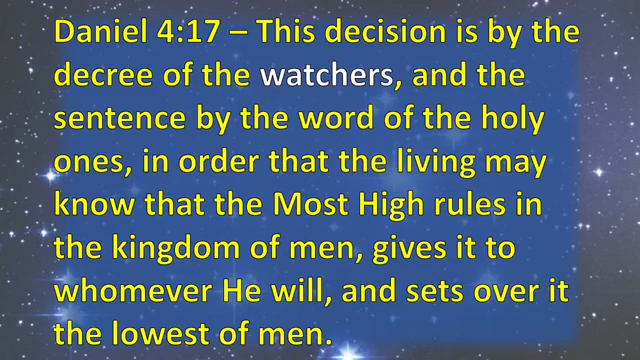 Daniel 4:17 – This decision is by the
decree of the watchers, and the
sentence by the word of the holy
ones, in order that the living may
know that the Most High rules in
the kingdom of men, gives it to
whomever He will, and sets over it
the lowest of men.